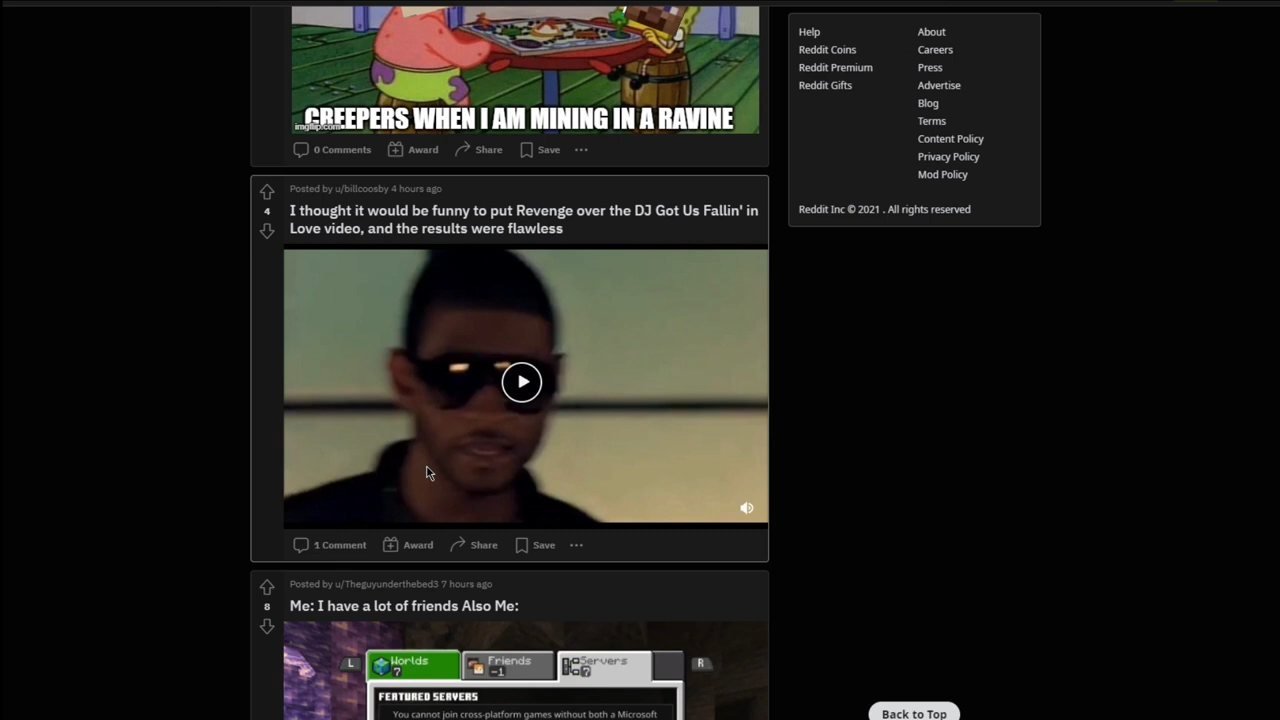 CREEPERS WHEN I AM MINING IN A RAVINE
imgflip.com
0 Comments Award Share Save
Posted by u/billcoosby 4 hours ago
4
I thought it would be funny to put Revenge over the DJ Got Us Fallin' in
Love video, and the results were flawless
1 Comment Award Share Save
Posted by u/Theguyunderthebed3 7 hours ago
8
Me: I have a lot of friends Also Me:
L Worlds Friends Servers R
? -1 ?
FEATURED SERVERS
You cannot join cross-platform games without both a Microsoft
Help About
Reddit Coins Careers
Reddit Premium Press
Reddit Gifts Advertise
Blog
Terms
Content Policy
Privacy Policy
Mod Policy
Reddit Inc © 2021 . All rights reserved
Back to Top